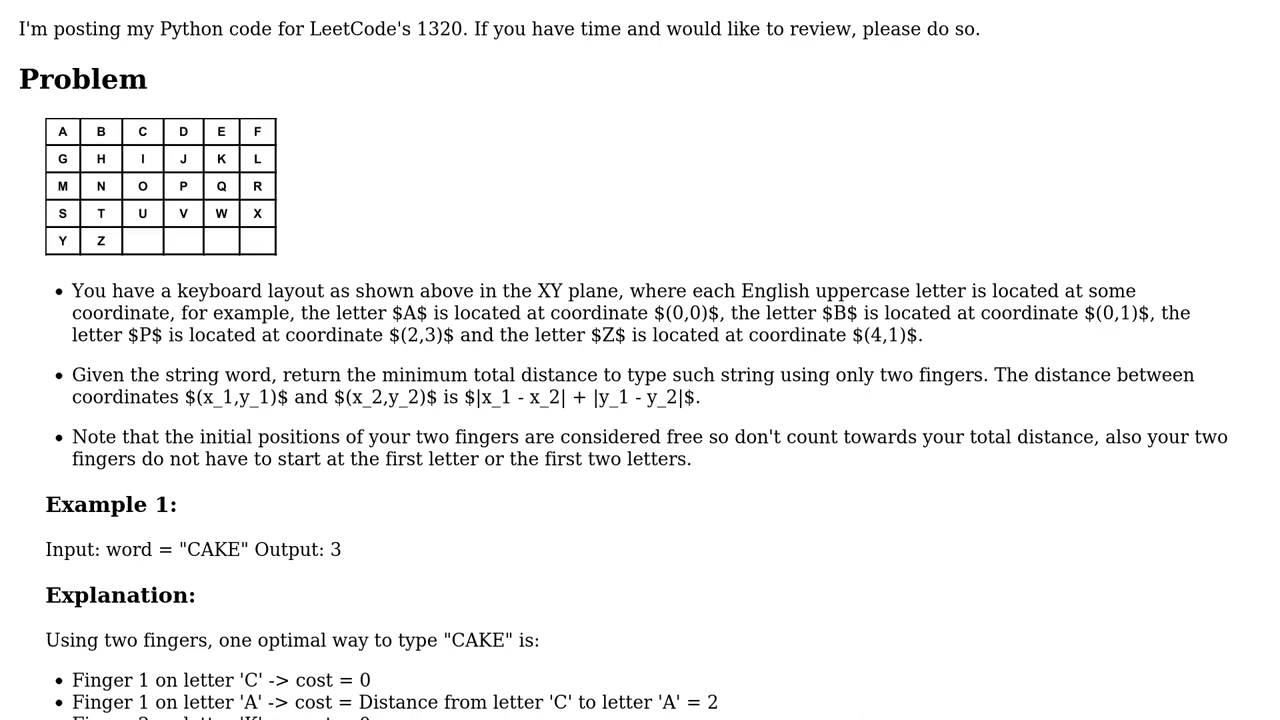 I'm posting my Python code for LeetCode's 1320. If you have time and would like to review, please do so.
Problem
A B C D E F
G H I J K L
M N O P Q R
S T U V W X
Y Z
• You have a keyboard layout as shown above in the XY plane, where each English uppercase letter is located at some
coordinate, for example, the letter $A$ is located at coordinate $(0,0)$, the letter $B$ is located at coordinate $(0,1)$, the
letter $P$ is located at coordinate $(2,3)$ and the letter $Z$ is located at coordinate $(4,1)$.
• Given the string word, return the minimum total distance to type such string using only two fingers. The distance between
coordinates $(x_1,y_1)$ and $(x_2,y_2)$ is $|x_1 - x_2| + |y_1 - y_2|$.
• Note that the initial positions of your two fingers are considered free so don't count towards your total distance, also your two
fingers do not have to start at the first letter or the first two letters.
Example 1:
Input: word = "CAKE" Output: 3
Explanation:
Using two fingers, one optimal way to type "CAKE" is:
• Finger 1 on letter 'C' -> cost = 0
• Finger 1 on letter 'A' -> cost = Distance from letter 'C' to letter 'A' = 2